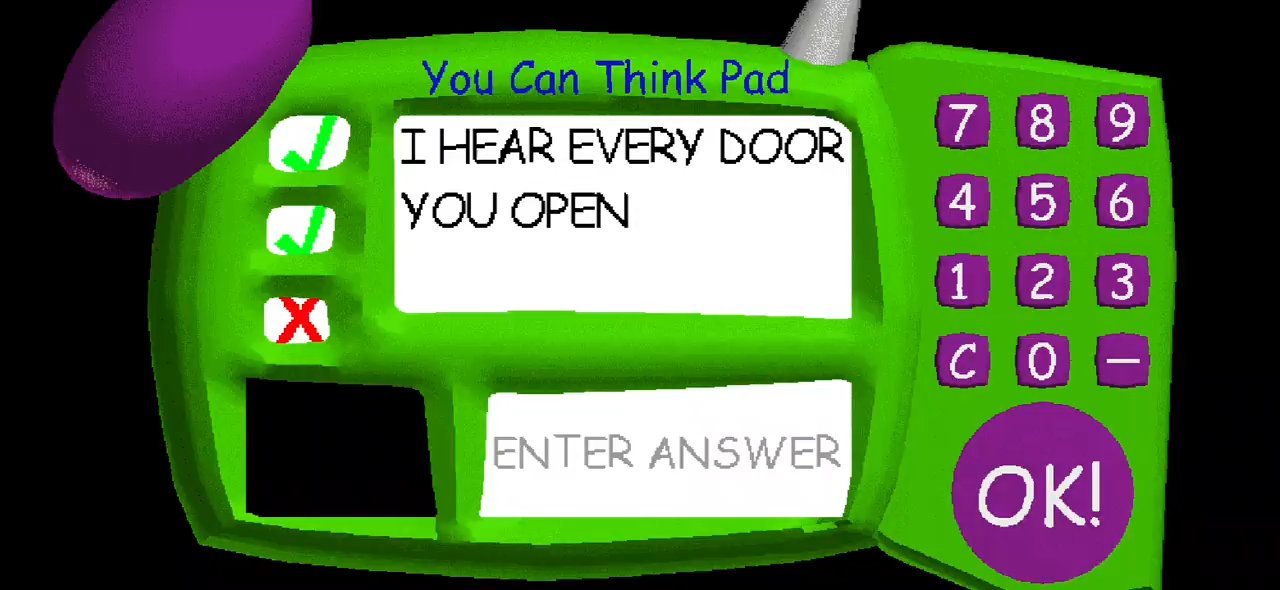 You Can Think Pad
I HEAR EVERY DOOR
YOU OPEN
ENTER ANSWER
7 8 9
4 5 6
1 2 3
C 0 —
OK!